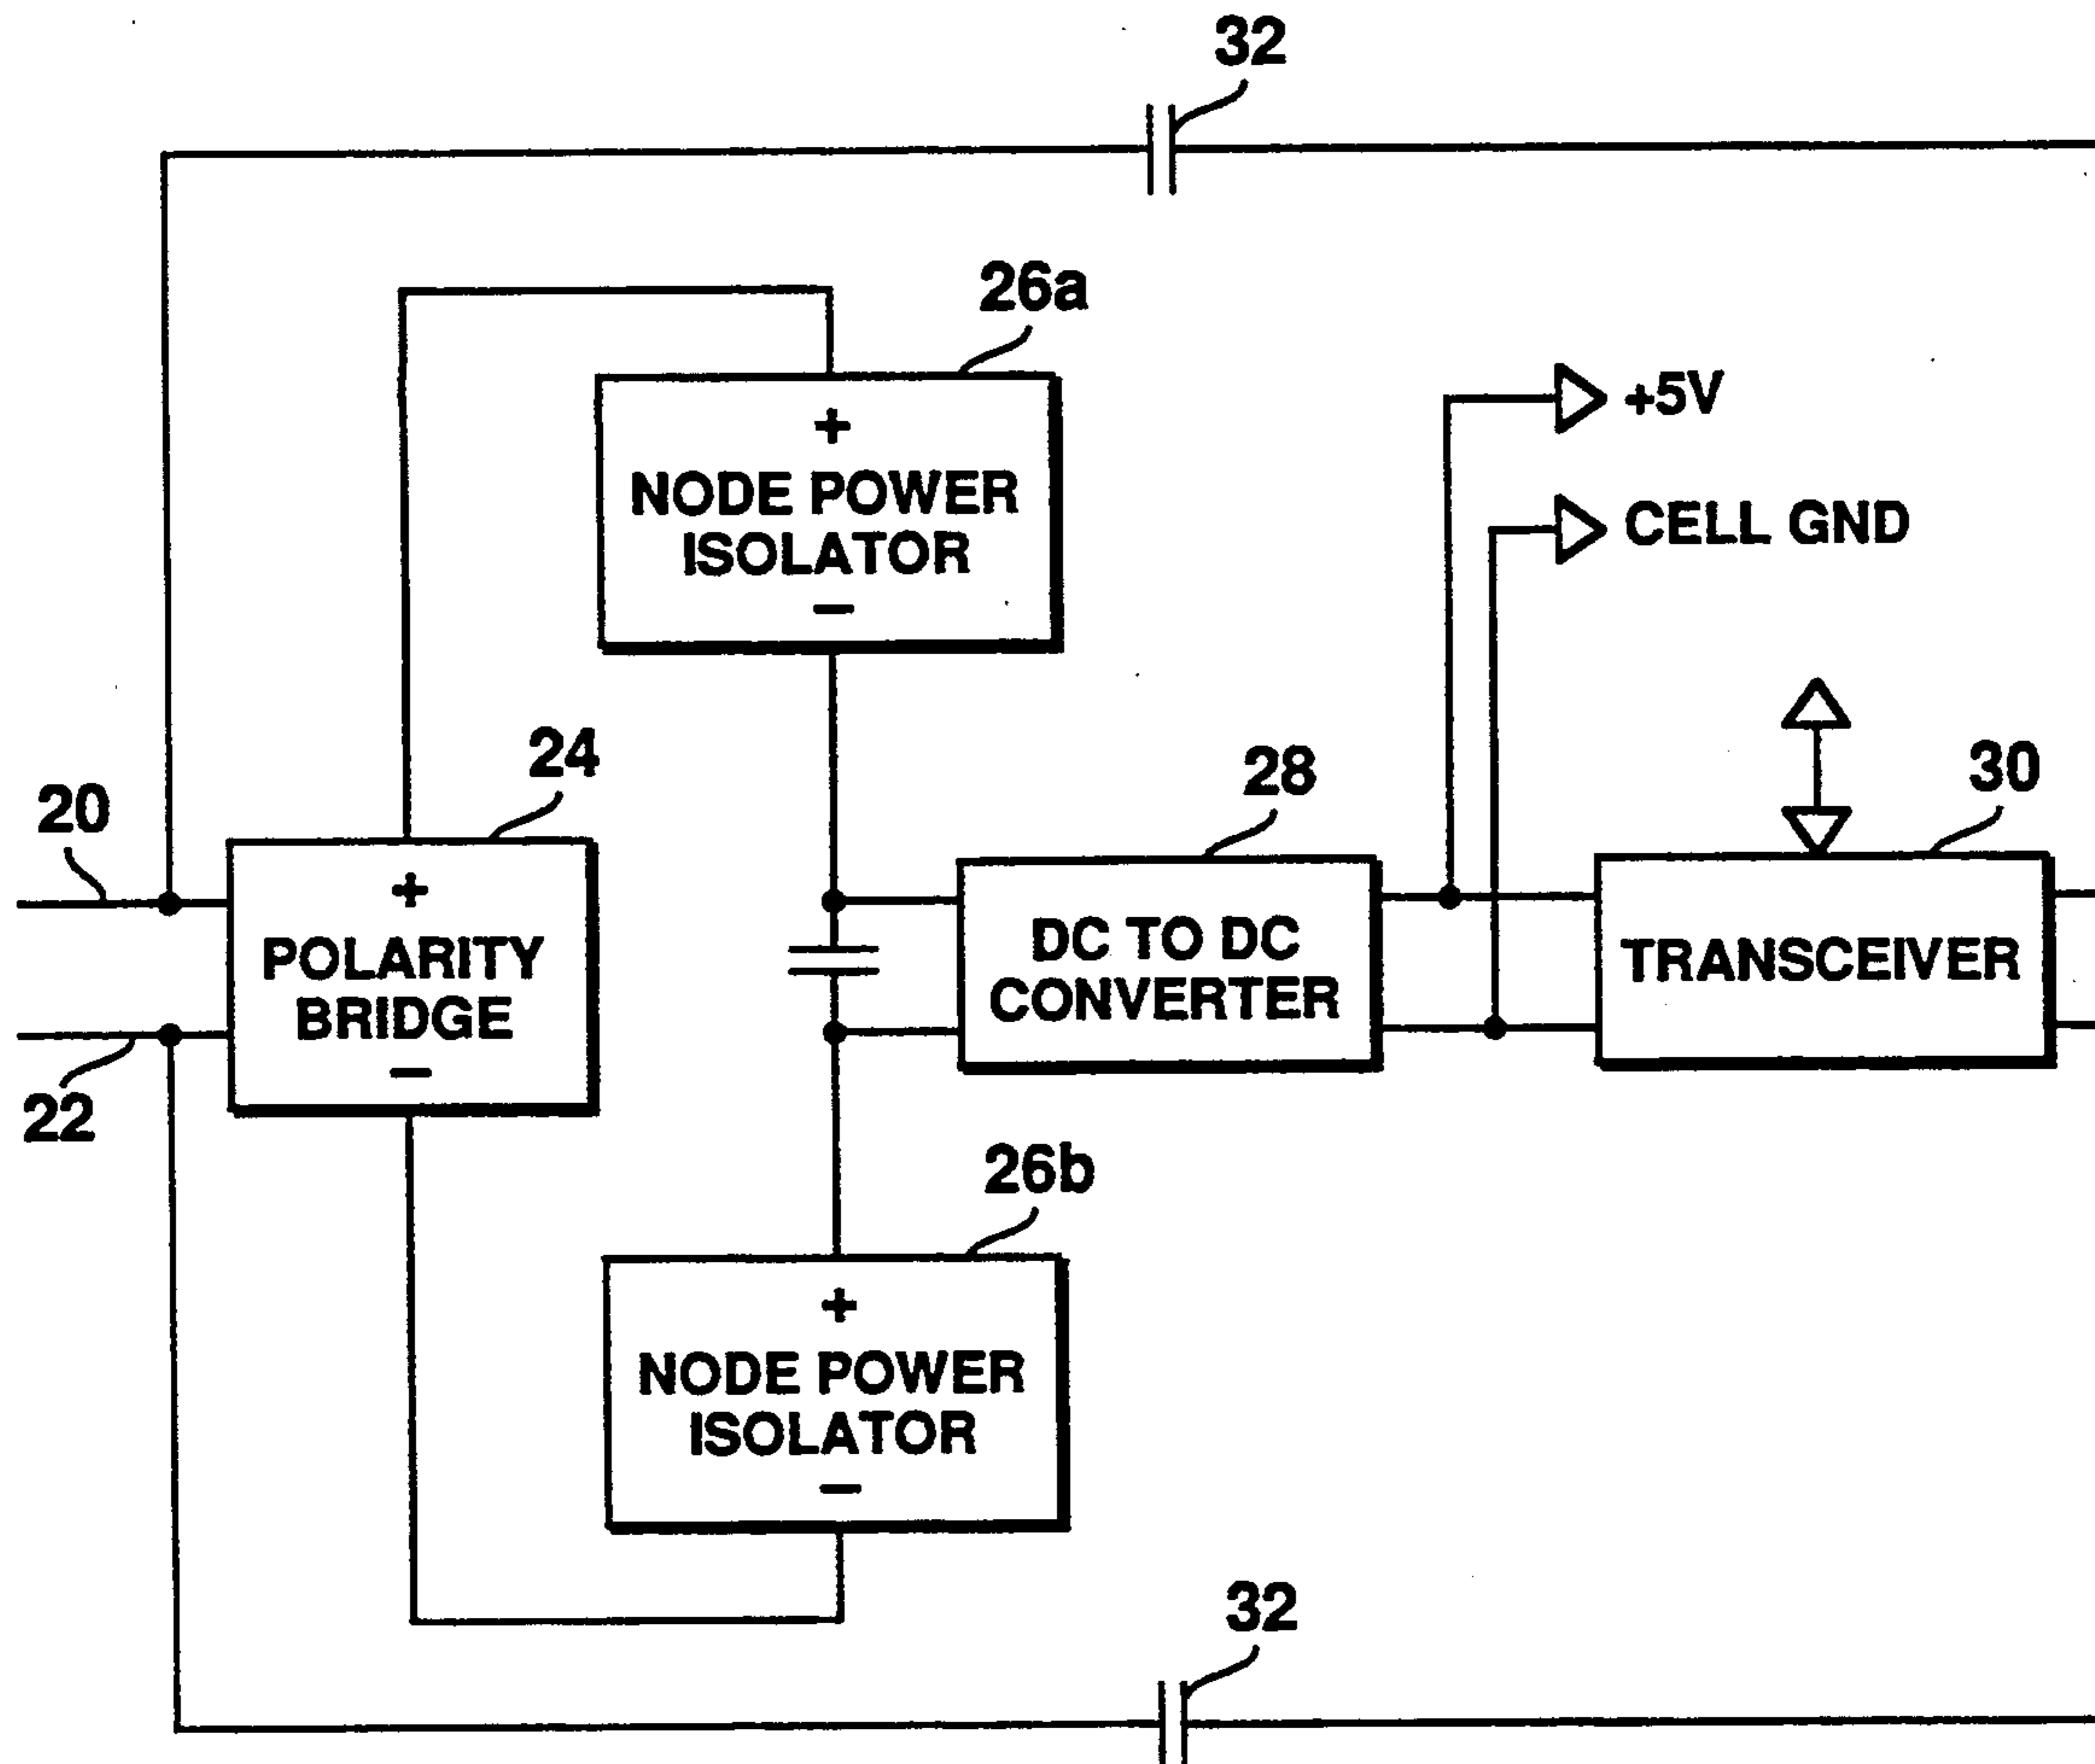 32
26a
+
NODE POWER
ISOLATOR
−
+5V
CELL GND
24
20
+
POLARITY
BRIDGE
−
22
28
DC TO DC
CONVERTER
30
TRANSCEIVER
26b
+
NODE POWER
ISOLATOR
−
32